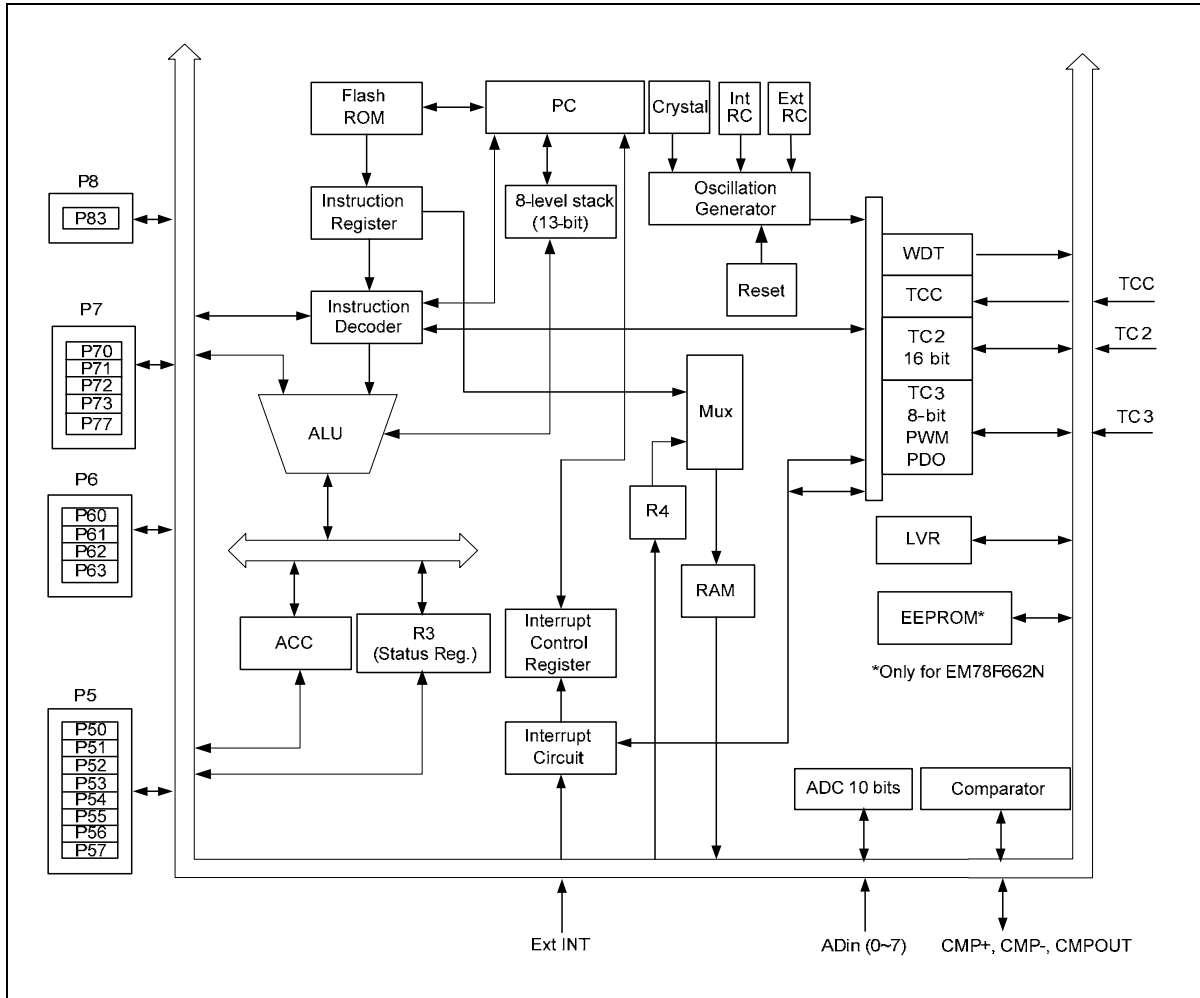 Flash
ROM
PC
Crystal
Int
RC
Ext
RC
P8
P83
Instruction
Register
8-level stack
(13-bit)
Oscillation
Generator
WDT
Reset
TCC
TCC
P7
P70
P71
P72
P73
P77
Instruction
Decoder
TC2
16 bit
TC2
Mux
ALU
TC3
8-bit
PWM
PDO
TC3
P6
P60
P61
P62
P63
R4
LVR
RAM
ACC
R3
(Status Reg.)
Interrupt
Control
Register
EEPROM*
*Only for EM78F662N
P5
P50
P51
P52
P53
P54
P55
P56
P57
Interrupt
Circuit
ADC 10 bits
Comparator
Ext INT
ADin (0~7)
CMP+, CMP-, CMPOUT